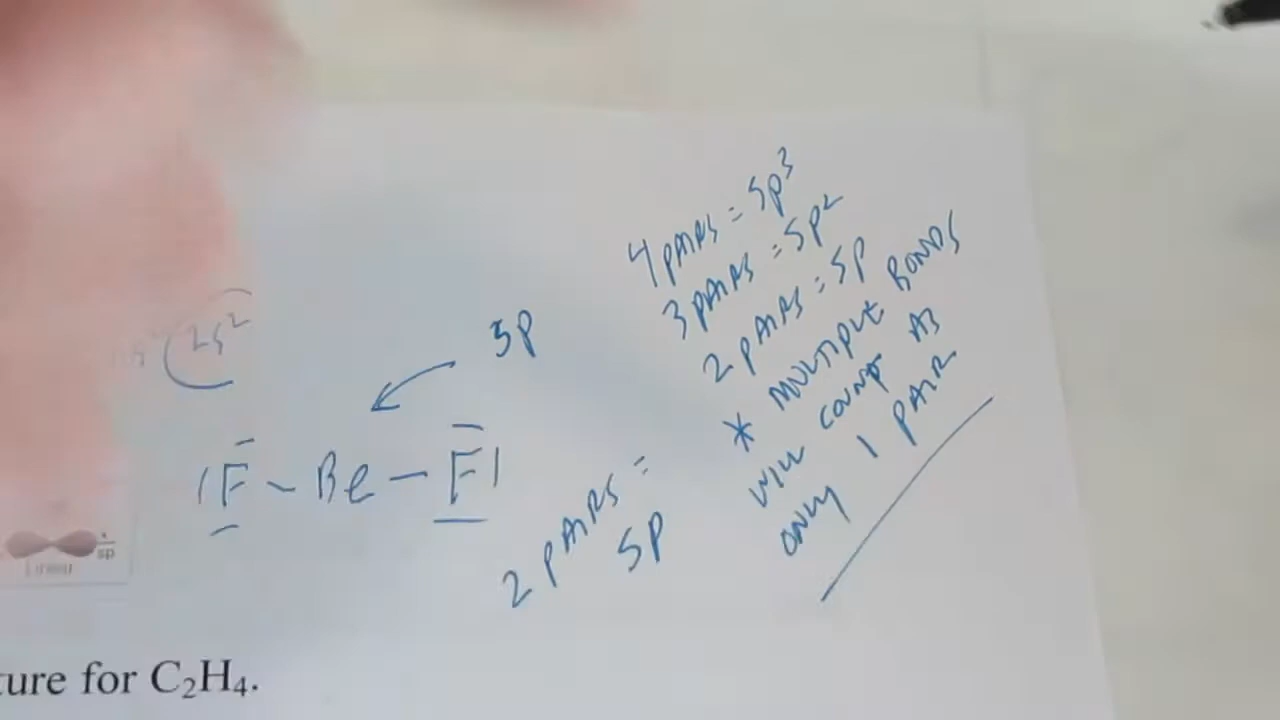 4 PAIRS = SP³
3 PAIRS = SP²
2 PAIRS = SP
* MULTIPLE BONDS
WILL COUNT AS
ONLY 1 PAIR
2S²
SP
|F - Be - F|
2 PAIRS =
SP
sp
Linear
ture for C₂H₄.